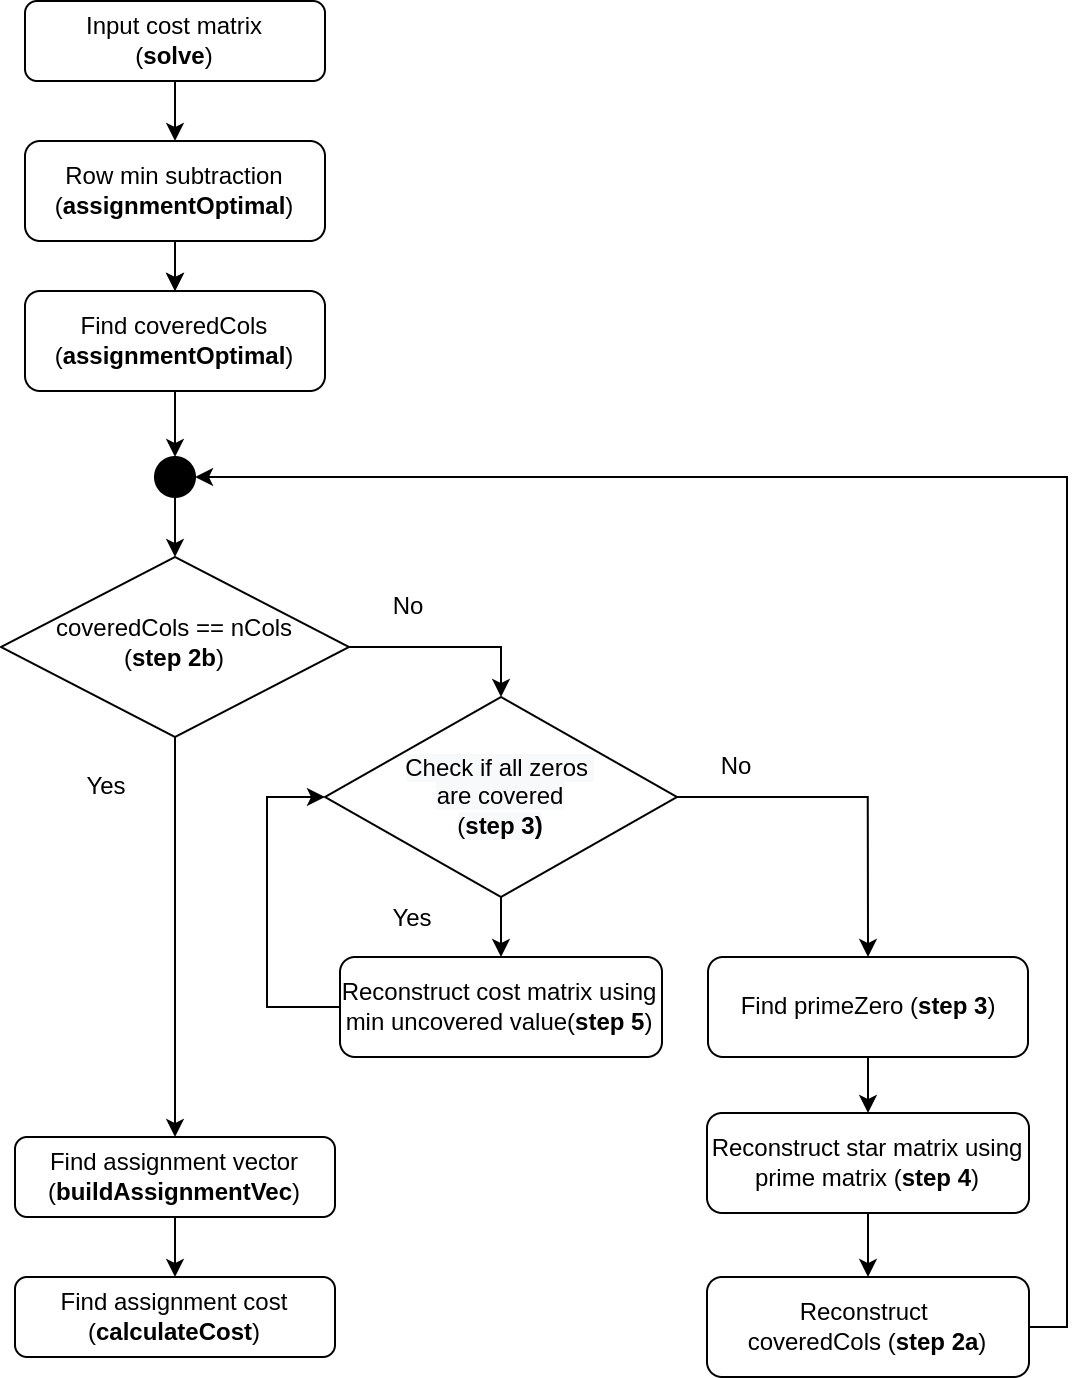 Input cost matrix
(solve)
Row min subtraction
(assignmentOptimal)
Find coveredCols
(assignmentOptimal)
coveredCols == nCols
(step 2b)
No
Yes
Check if all zeros
are covered
(step 3)
No
Yes
Reconstruct cost matrix using
min uncovered value(step 5)
Find primeZero (step 3)
Reconstruct star matrix using
prime matrix (step 4)
Find assignment vector
(buildAssignmentVec)
Find assignment cost
(calculateCost)
Reconstruct
coveredCols (step 2a)